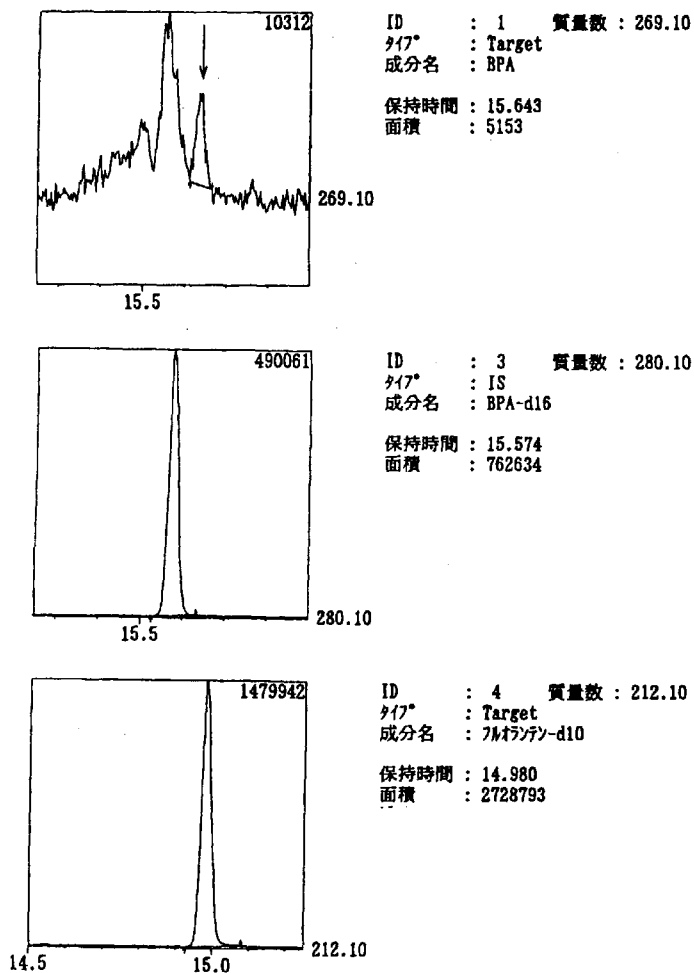 10312
269.10
15.5
ID : 1 質量数 : 269.10
ﾀｲﾌﾟ : Target
成分名 : BPA
保持時間 : 15.643
面積 : 5153
490061
280.10
15.5
ID : 3 質量数 : 280.10
ﾀｲﾌﾟ : IS
成分名 : BPA-d16
保持時間 : 15.574
面積 : 762634
1479942
212.10
14.5 15.0
ID : 4 質量数 : 212.10
ﾀｲﾌﾟ : Target
成分名 : ﾌﾙｵﾗﾝﾃﾝ-d10
保持時間 : 14.980
面積 : 2728793